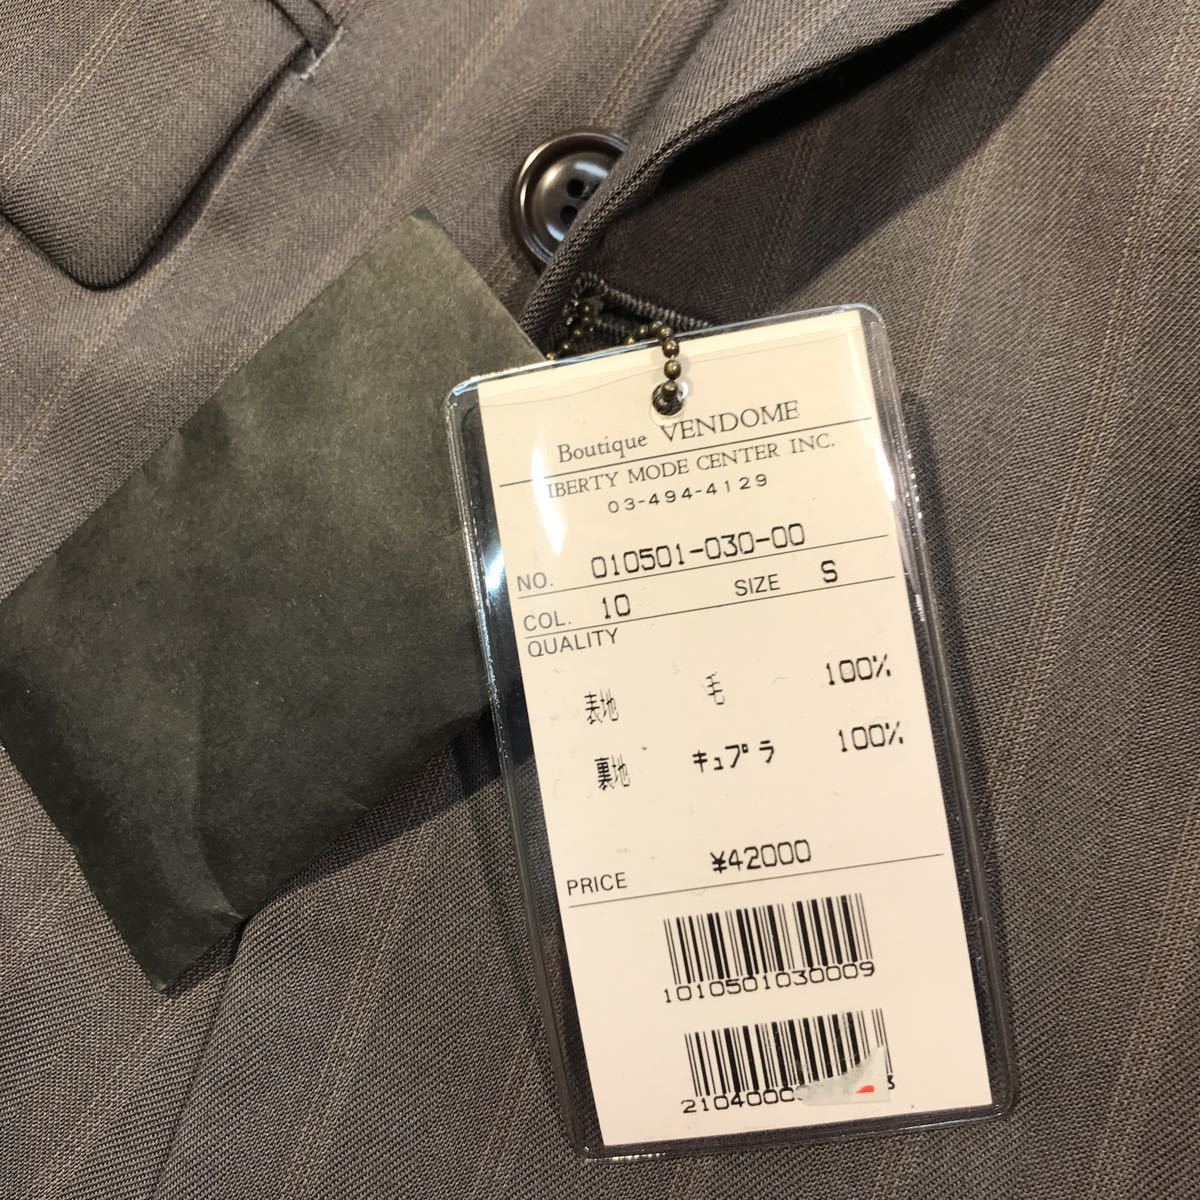 Boutique VENDOME
IBERTY MODE CENTER INC.
03-494-4129
NO. 010501-030-00
COL. 10 SIZE S
QUALITY
表地 毛 100%
裏地 キュプラ 100%
PRICE ¥42000
1010501030009